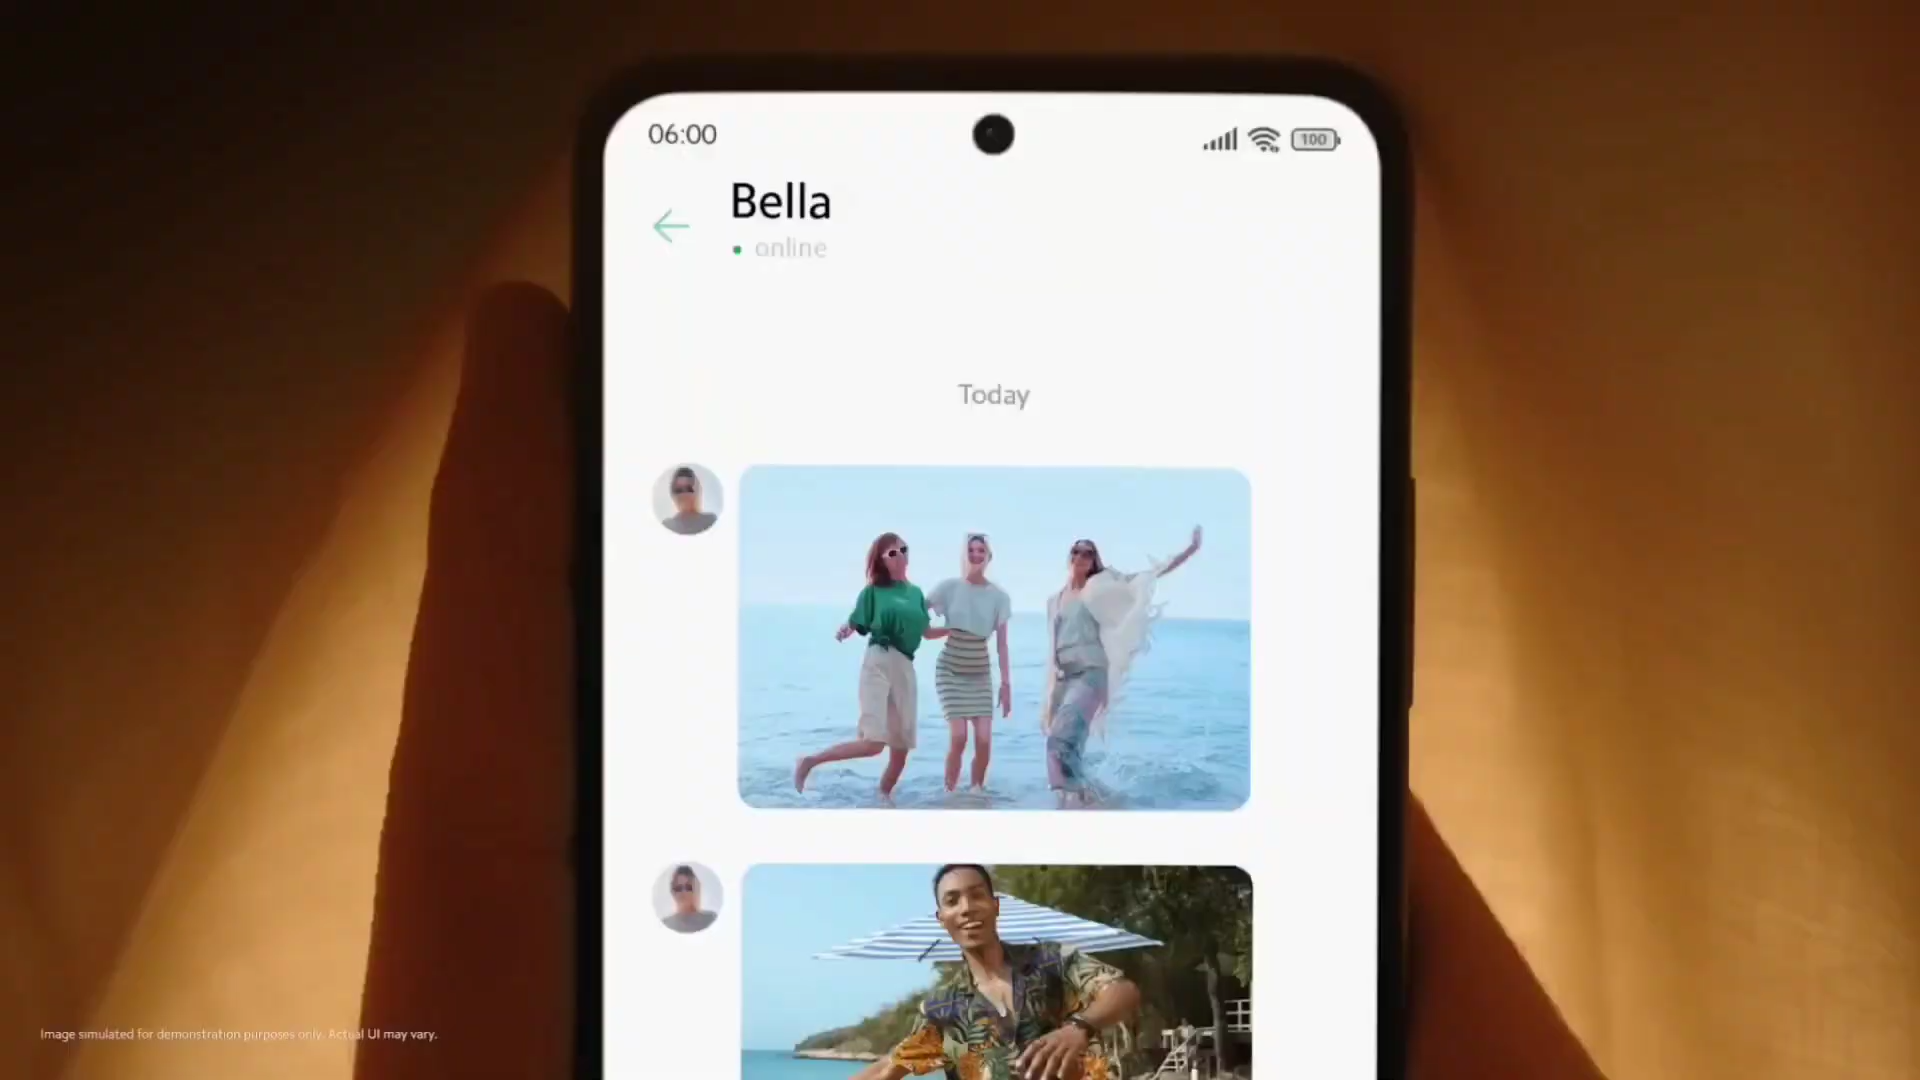 06:00
100
Bella
online
Today
Image simulated for demonstration purposes only. Actual UI may vary.